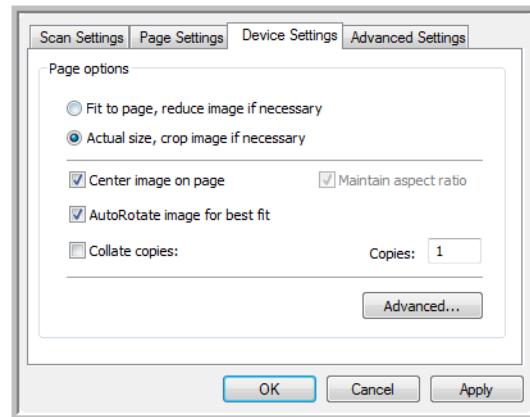 Scan Settings Page Settings Device Settings Advanced Settings
Page options
Fit to page, reduce image if necessary
Actual size, crop image if necessary
Center image on page Maintain aspect ratio
AutoRotate image for best fit
Collate copies: Copies: 1
Advanced...
OK Cancel Apply